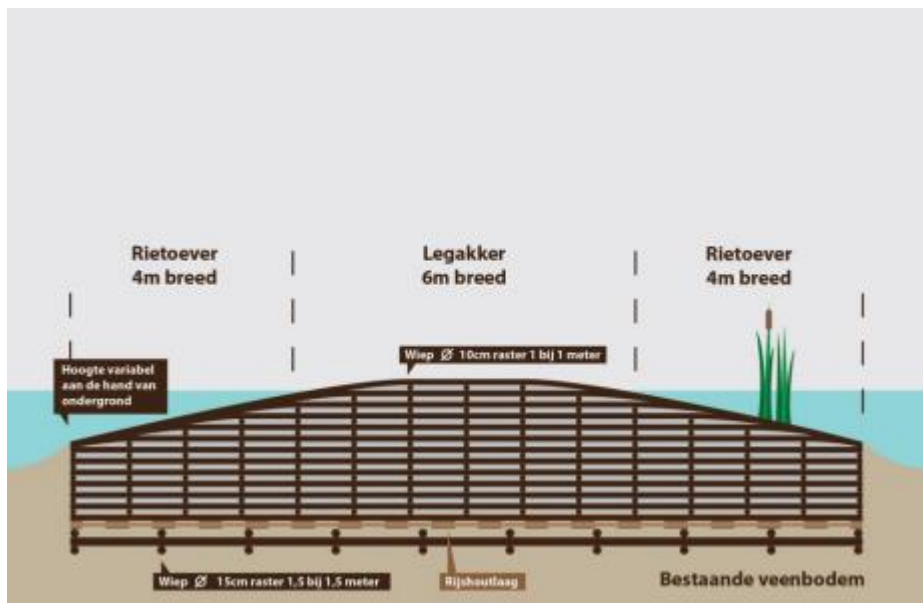 Rietoever
4m breed
Legakker
6m breed
Rietoever
4m breed
Wiep Ø 10cm raster 1 bij 1 meter
Hoogte variabel
aan de hand van
ondergrond
Wiep Ø 15cm raster 1,5 bij 1,5 meter
Rijshoutlaag
Bestaande veenbodem